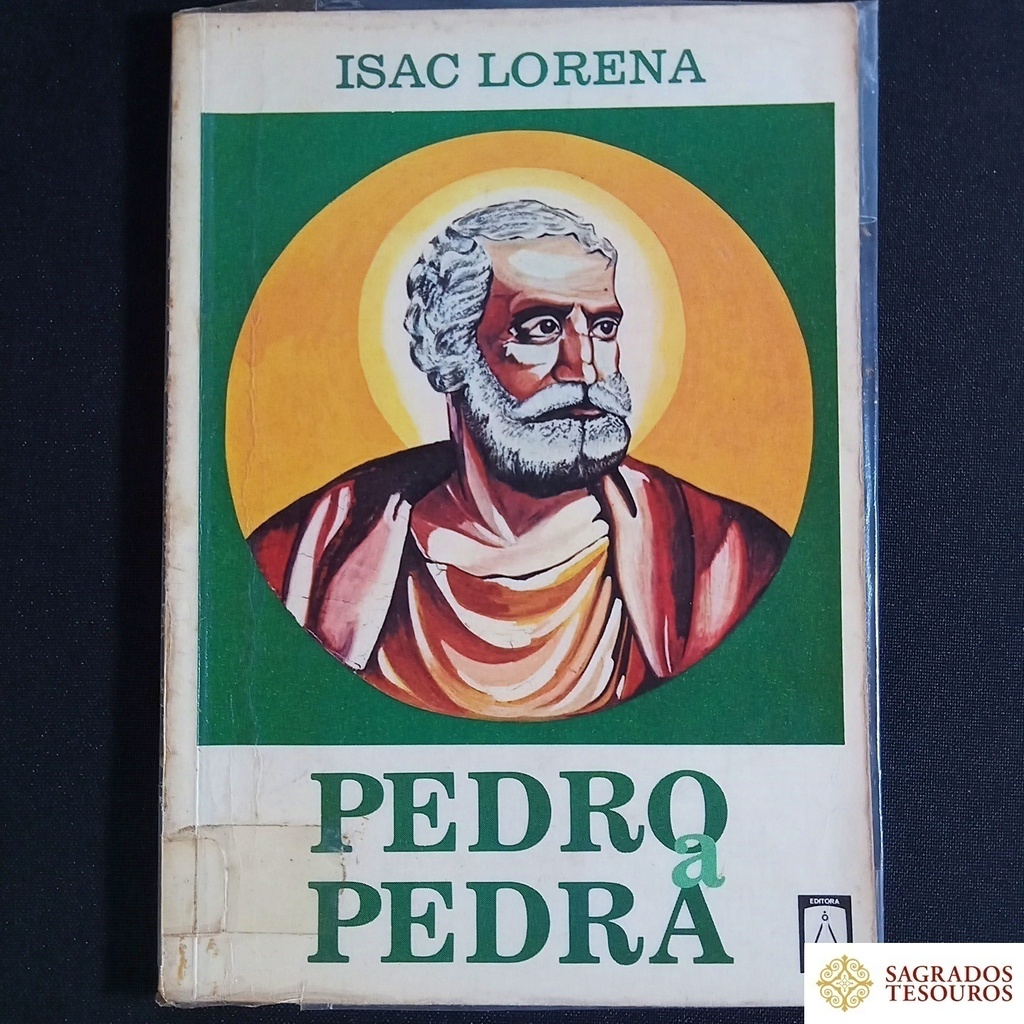 ISAC LORENA
PEDRO
a
PEDRA
EDITORA
SAGRADOS
TESOUROS